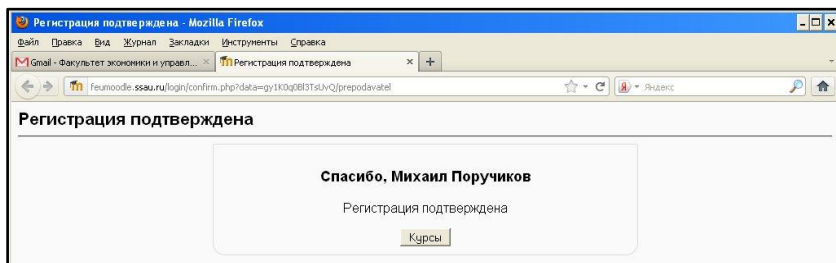 Регистрация подтверждена - Mozilla Firefox
Файл Правка Вид Журнал Закладки Инструменты Справка
Gmail - Факультет экономики и управл... × Регистрация подтверждена × +
feumoodle.ssau.ru/login/confirm.php?data=gy1K0q0Bl3TsUvQ/prepodavatel Яндекс
Регистрация подтверждена
Спасибо, Михаил Поручиков
Регистрация подтверждена
Курсы